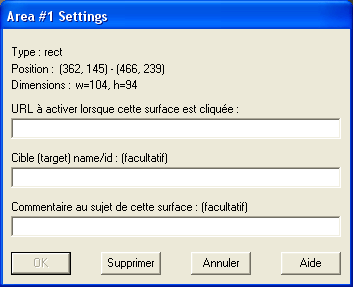 Area #1 Settings
Type : rect
Position : (362, 145) - (466, 239)
Dimensions : w=104, h=94
URL à activer lorsque cette surface est cliquée :
Cible (target) name/id : (facultatif)
Commentaire au sujet de cette surface : (facultatif)
OK Supprimer Annuler Aide